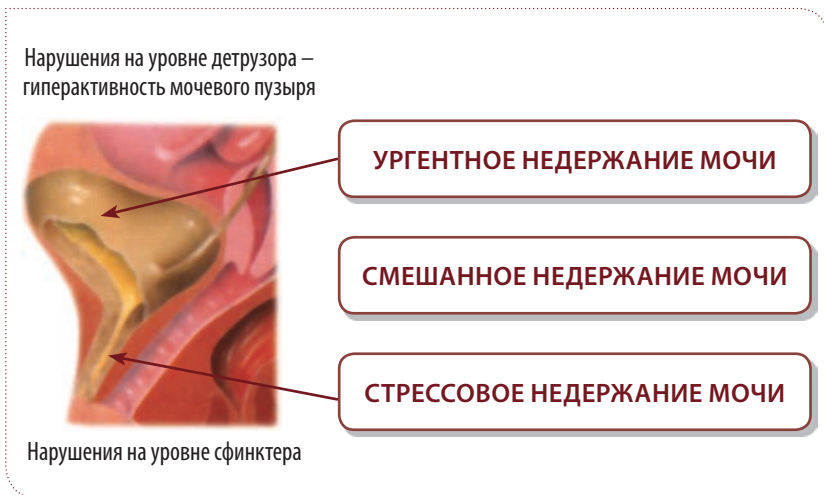 Нарушения на уровне детрузора –
гиперактивность мочевого пузыря
УРГЕНТНОЕ НЕДЕРЖАНИЕ МОЧИ
СМЕШАННОЕ НЕДЕРЖАНИЕ МОЧИ
СТРЕССОВОЕ НЕДЕРЖАНИЕ МОЧИ
Нарушения на уровне сфинктера